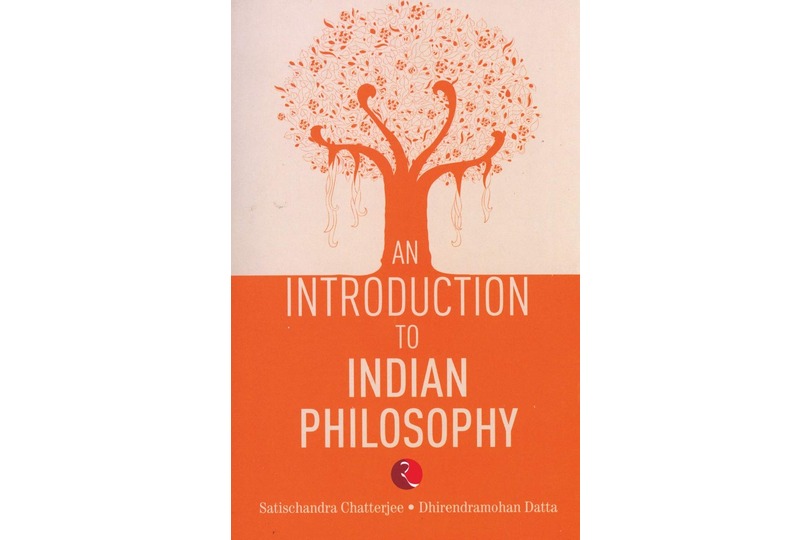 AN
INTRODUCTION
TO
INDIAN
PHILOSOPHY
Satischandra Chatterjee • Dhirendramohan Datta